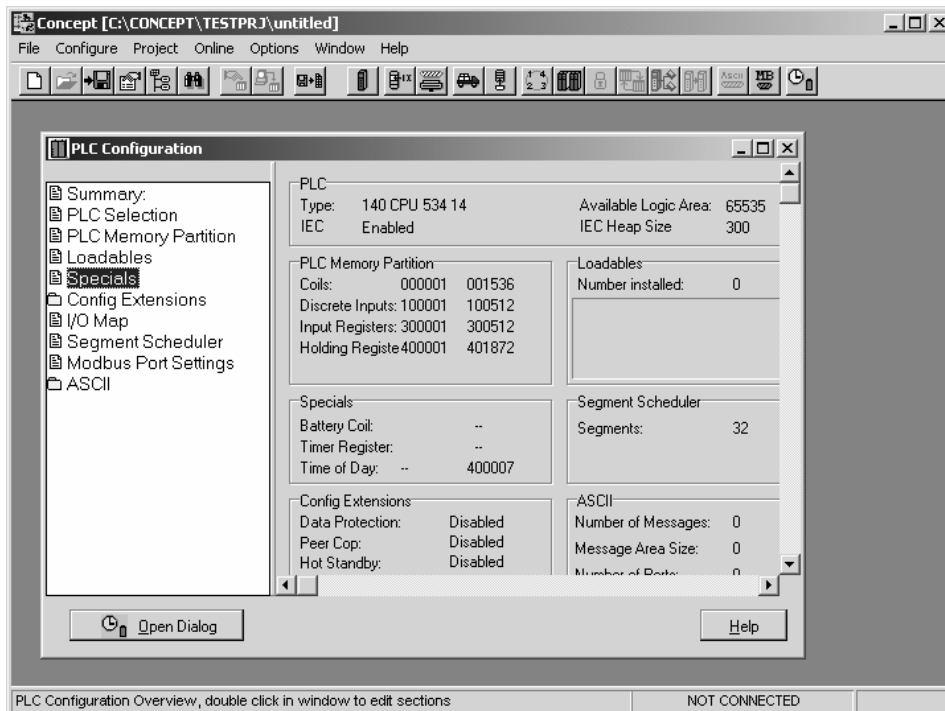 Concept [C:\CONCEPT\TESTPRJ\untitled]
File Configure Project Online Options Window Help
PLC Configuration
Summary:
PLC Selection
PLC Memory Partition
Loadables
Specials
Config Extensions
I/O Map
Segment Scheduler
Modbus Port Settings
ASCII
PLC
Type: 140 CPU 534 14 Available Logic Area: 65535
IEC Enabled IEC Heap Size 300
PLC Memory Partition
Coils: 000001 001536
Discrete Inputs: 100001 100512
Input Registers: 300001 300512
Holding Registe 400001 401872
Loadables
Number installed: 0
Specials
Battery Coil: --
Timer Register: --
Time of Day: -- 400007
Segment Scheduler
Segments: 32
Config Extensions
Data Protection: Disabled
Peer Cop: Disabled
Hot Standby: Disabled
ASCII
Number of Messages: 0
Message Area Size: 0
Number of Ports: 0
Open Dialog Help
PLC Configuration Overview, double click in window to edit sections NOT CONNECTED